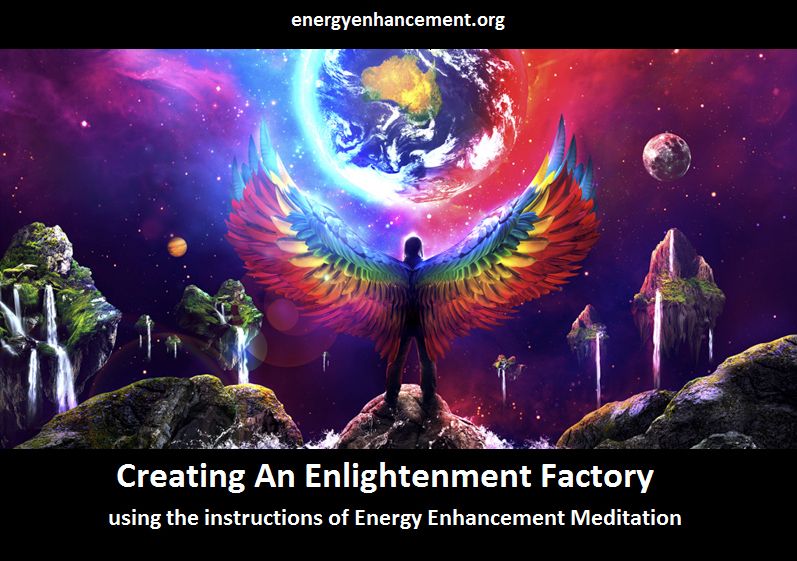 energyenhancement.org
Creating An Enlightenment Factory
using the instructions of Energy Enhancement Meditation